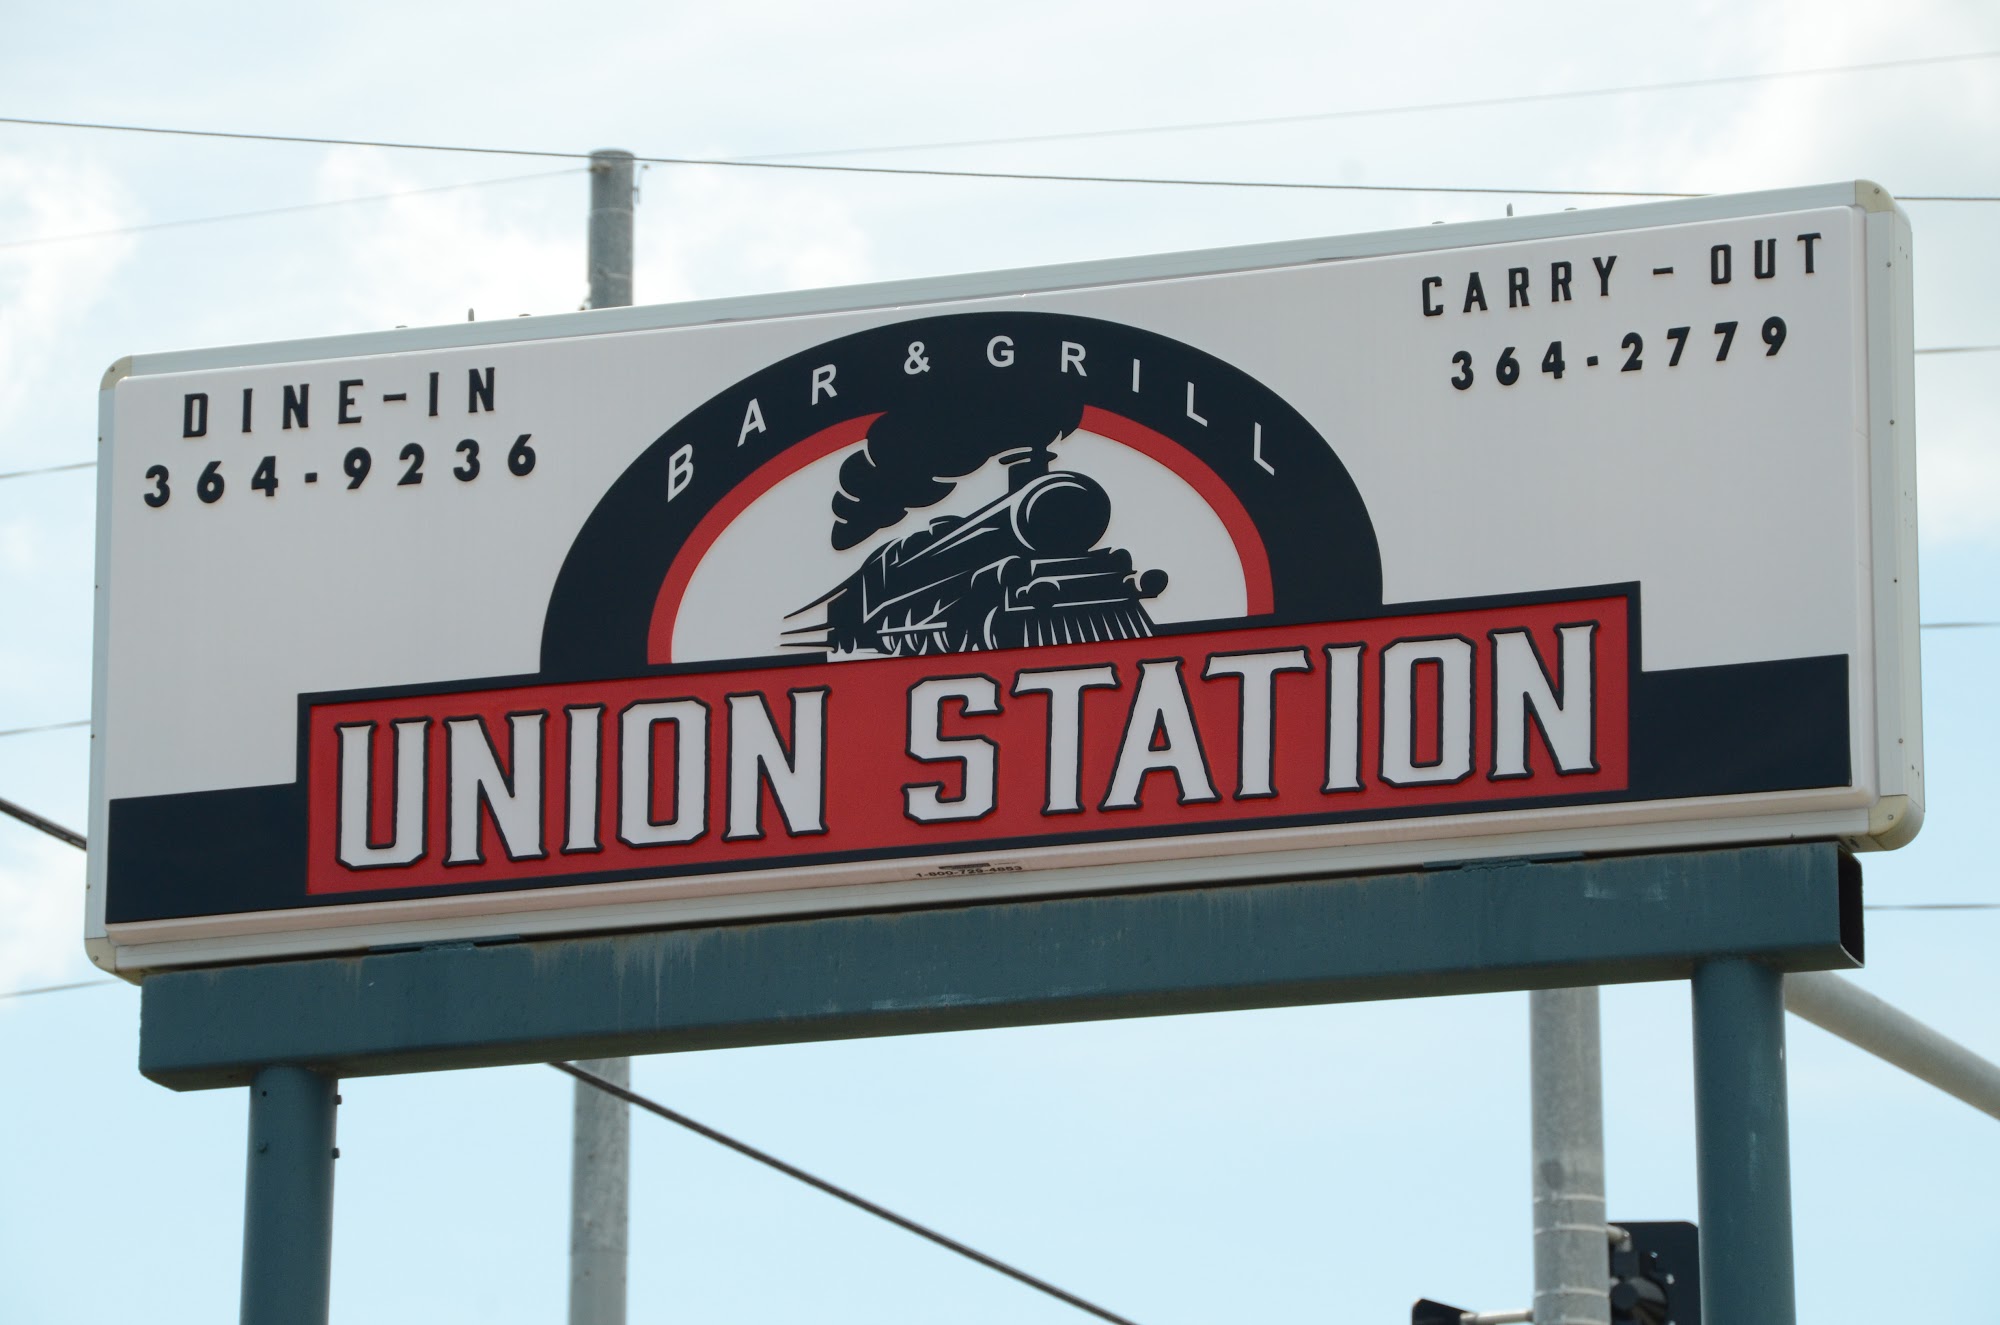 DINE-IN
364-9236
CARRY-OUT
364-2779
BAR & GRILL
UNION STATION